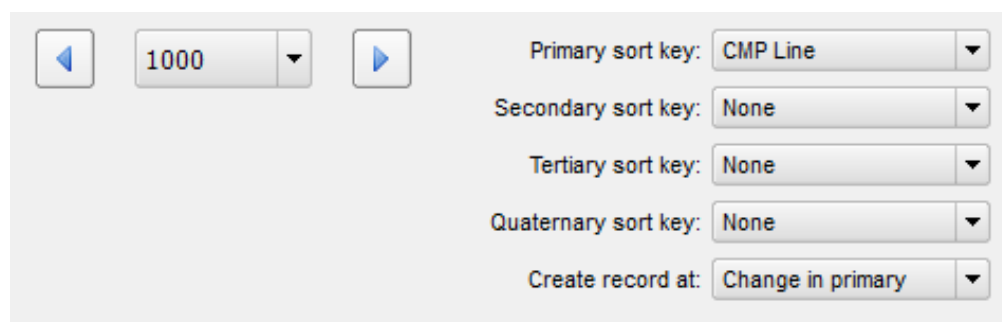 1000
Primary sort key: CMP Line
Secondary sort key: None
Tertiary sort key: None
Quaternary sort key: None
Create record at: Change in primary